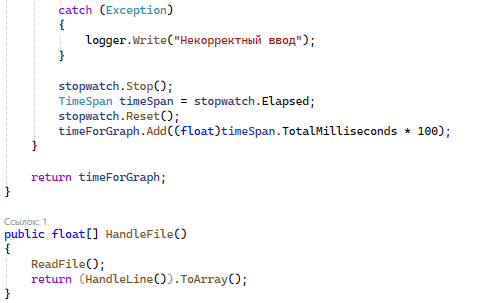 catch (Exception)
{
logger.Write("Некорректный ввод");
}
stopwatch.Stop();
TimeSpan timeSpan = stopwatch.Elapsed;
stopwatch.Reset();
timeForGraph.Add((float)timeSpan.TotalMilliseconds * 100);
}
return timeForGraph;
}
Ссылок: 1
public float[] HandleFile()
{
ReadFile();
return (HandleLine()).ToArray();
}